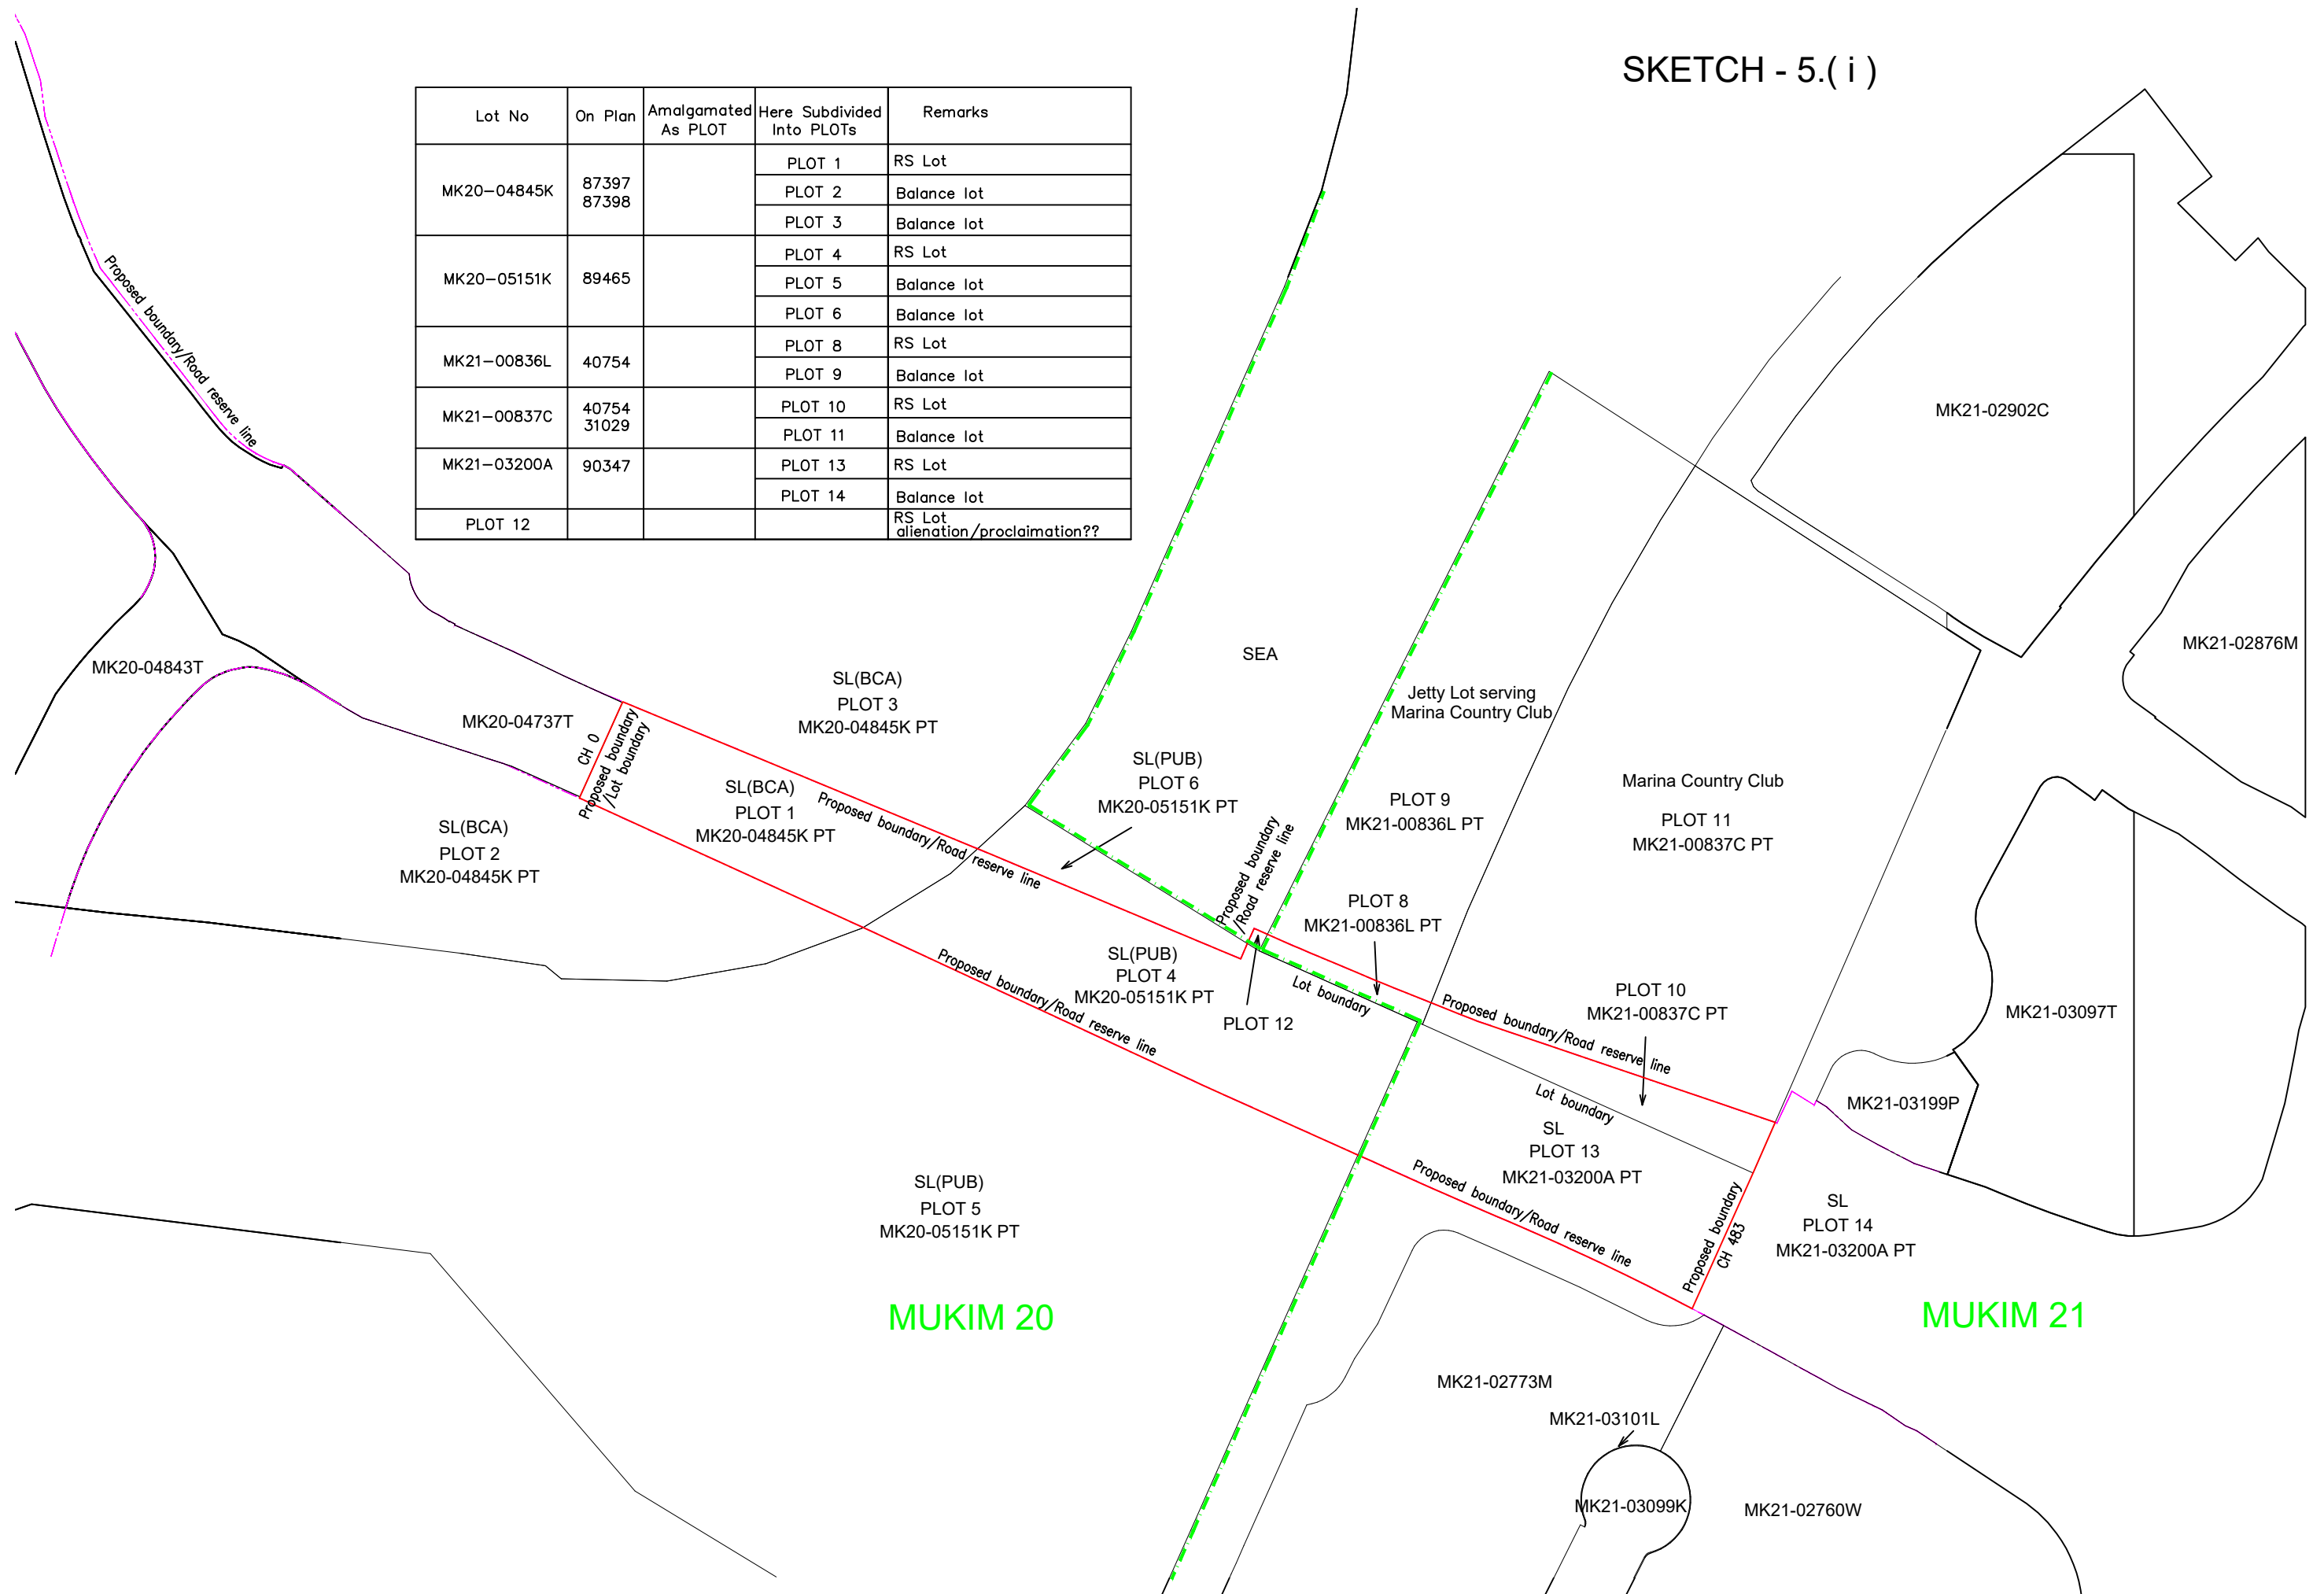 SKETCH - 5.( i )
Lot No | On Plan | Amalgamated As PLOT | Here Subdivided Into PLOTs | Remarks
MK20-04845K | 87397 87398 | | PLOT 1 | RS Lot
PLOT 2 | Balance lot
PLOT 3 | Balance lot
MK20-05151K | 89465 | | PLOT 4 | RS Lot
PLOT 5 | Balance lot
PLOT 6 | Balance lot
MK21-00836L | 40754 | | PLOT 8 | RS Lot
PLOT 9 | Balance lot
MK21-00837C | 40754 31029 | | PLOT 10 | RS Lot
PLOT 11 | Balance lot
MK21-03200A | 90347 | | PLOT 13 | RS Lot
PLOT 14 | Balance lot
PLOT 12 | | | | RS Lot alienation/proclaimation??
Proposed boundary/Road reserve line
MK21-02902C
MK21-02876M
MK20-04843T
MK20-04737T
CH 0
Proposed boundary
/Lot boundary
SL(BCA)
PLOT 3
MK20-04845K PT
SEA
Jetty Lot serving
Marina Country Club
SL(BCA)
PLOT 1
MK20-04845K PT
SL(BCA)
PLOT 2
MK20-04845K PT
Proposed boundary/Road reserve line
SL(PUB)
PLOT 6
MK20-05151K PT
Proposed boundary
/Road reserve line
PLOT 9
MK21-00836L PT
Marina Country Club
PLOT 11
MK21-00837C PT
PLOT 8
MK21-00836L PT
SL(PUB)
PLOT 4
MK20-05151K PT
Proposed boundary/Road reserve line
PLOT 12
Lot boundary
Proposed boundary/Road reserve line
PLOT 10
MK21-00837C PT
MK21-03097T
MK21-03199P
Lot boundary
SL
PLOT 13
MK21-03200A PT
Proposed boundary/Road reserve line
Proposed boundary
CH 483
SL
PLOT 14
MK21-03200A PT
SL(PUB)
PLOT 5
MK20-05151K PT
MUKIM 20
MUKIM 21
MK21-02773M
MK21-03101L
MK21-03099K
MK21-02760W